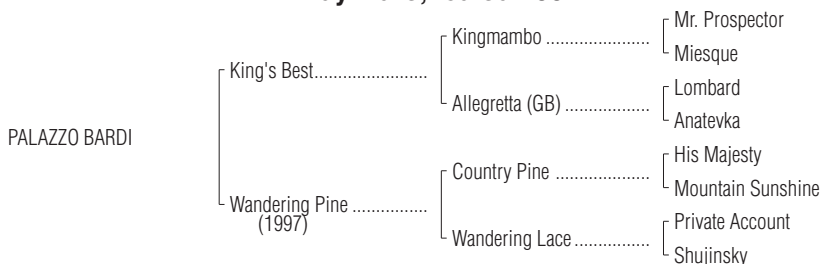 Mr. Prospector
Kingmambo .....................
Miesque
King's Best.......................
Lombard
Allegretta (GB) .................
Anatevka
PALAZZO BARDI
His Majesty
Country Pine ...................
Mountain Sunshine
Wandering Pine ...............
(1997)
Private Account
Wandering Lace...............
Shujinsky